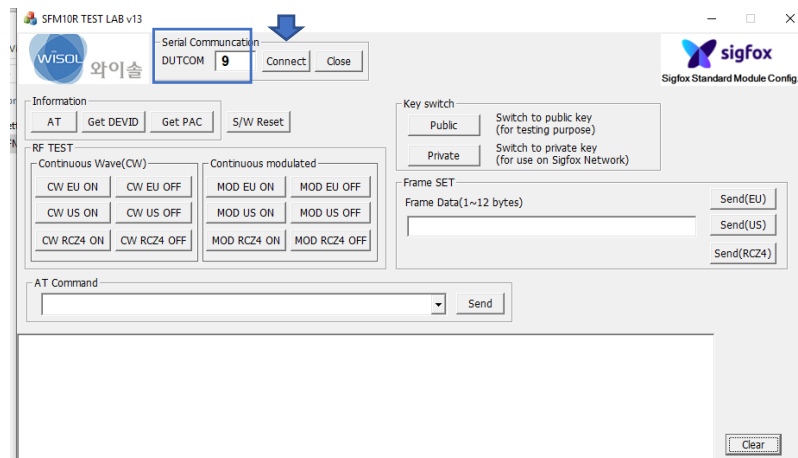 SFM10R TEST LAB v13
WiSOL 와이솔
Serial Communcation
DUTCOM 9 Connect Close
sigfox
Sigfox Standard Module Config.
Information
AT Get DEVID Get PAC S/W Reset
Key switch
Public Switch to public key
(for testing purpose)
Private Switch to private key
(for use on Sigfox Network)
RF TEST
Continuous Wave(CW) Continuous modulated
CW EU ON CW EU OFF MOD EU ON MOD EU OFF
CW US ON CW US OFF MOD US ON MOD US OFF
CW RCZ4 ON CW RCZ4 OFF MOD RCZ4 ON MOD RCZ4 OFF
Frame SET
Frame Data(1~12 bytes) Send(EU)
Send(US)
Send(RCZ4)
AT Command
Send
Clear